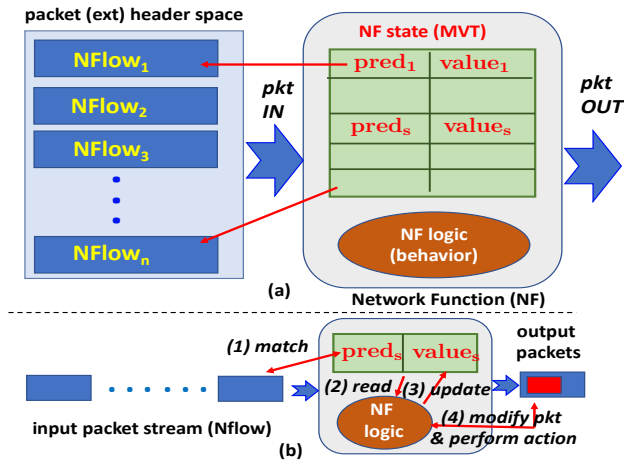 packet (ext) header space
NFlow1
NFlow2
NFlow3
NFlown
pkt
IN
NF state (MVT)
pred1 value1
preds values
NF logic
(behavior)
pkt
OUT
(a)
Network Function (NF)
(1) match
preds values
(2) read
(3) update
NF
logic
output
packets
(4) modify pkt
& perform action
input packet stream (Nflow)
(b)